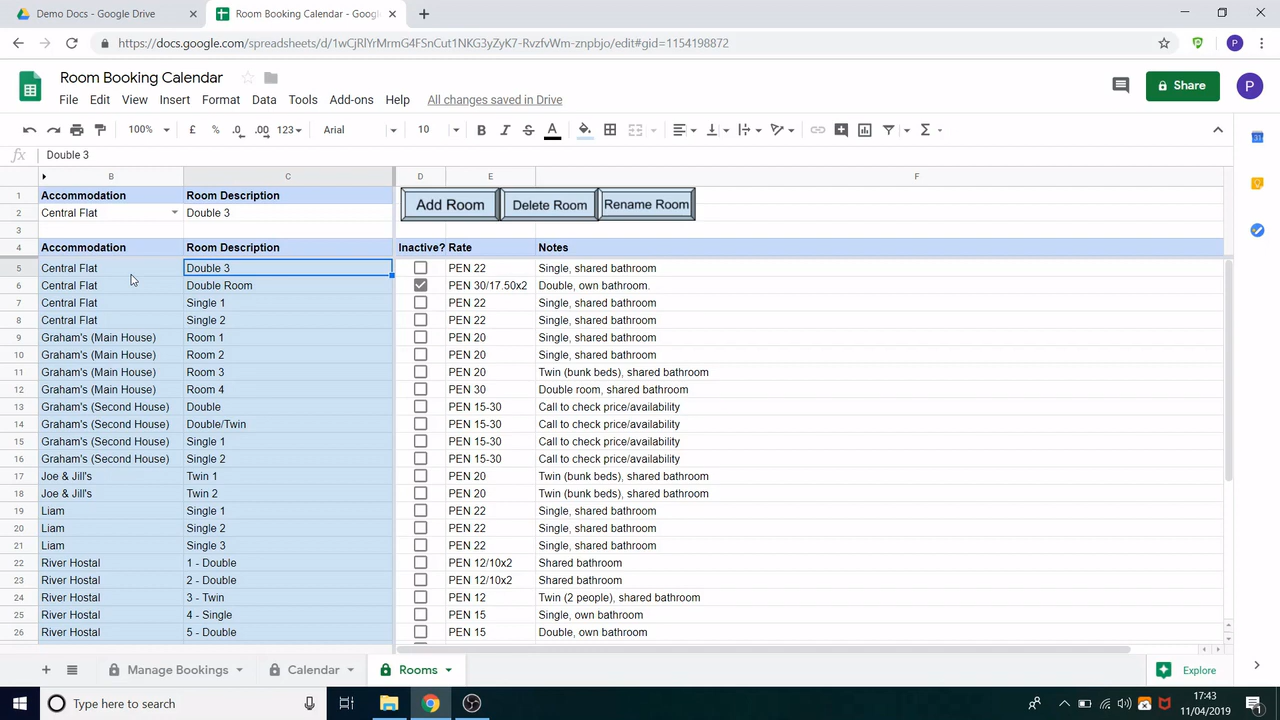 Demo Docs - Google Drive
Room Booking Calendar - Googl
https://docs.google.com/spreadsheets/d/1wCjRlYrMrmG4FSnCut1NKG3yZyK7-RvzfvWm-znpbjo/edit#gid=1154198872
P
Room Booking Calendar
File Edit View Insert Format Data Tools Add-ons Help All changes saved in Drive
Share
P
100% £ % .0 .00 123 Arial 10 B I S A
fx Double 3
B C D E F
1 Accommodation Room Description
Add Room Delete Room Rename Room
2 Central Flat Double 3
3
4 Accommodation Room Description Inactive? Rate Notes
5 Central Flat Double 3 PEN 22 Single, shared bathroom
6 Central Flat Double Room PEN 30/17.50x2 Double, own bathroom.
7 Central Flat Single 1 PEN 22 Single, shared bathroom
8 Central Flat Single 2 PEN 22 Single, shared bathroom
9 Graham's (Main House) Room 1 PEN 20 Single, shared bathroom
10 Graham's (Main House) Room 2 PEN 20 Single, shared bathroom
11 Graham's (Main House) Room 3 PEN 20 Twin (bunk beds), shared bathroom
12 Graham's (Main House) Room 4 PEN 30 Double room, shared bathroom
13 Graham's (Second House) Double PEN 15-30 Call to check price/availability
14 Graham's (Second House) Double/Twin PEN 15-30 Call to check price/availability
15 Graham's (Second House) Single 1 PEN 15-30 Call to check price/availability
16 Graham's (Second House) Single 2 PEN 15-30 Call to check price/availability
17 Joe & Jill's Twin 1 PEN 20 Twin (bunk beds), shared bathroom
18 Joe & Jill's Twin 2 PEN 20 Twin (bunk beds), shared bathroom
19 Liam Single 1 PEN 22 Single, shared bathroom
20 Liam Single 2 PEN 22 Single, shared bathroom
21 Liam Single 3 PEN 22 Single, shared bathroom
22 River Hostal 1 - Double PEN 12/10x2 Shared bathroom
23 River Hostal 2 - Double PEN 12/10x2 Shared bathroom
24 River Hostal 3 - Twin PEN 12 Twin (2 people), shared bathroom
25 River Hostal 4 - Single PEN 15 Single, own bathroom
26 River Hostal 5 - Double PEN 15 Double, own bathroom
Manage Bookings Calendar Rooms Explore
Type here to search
17:43
11/04/2019